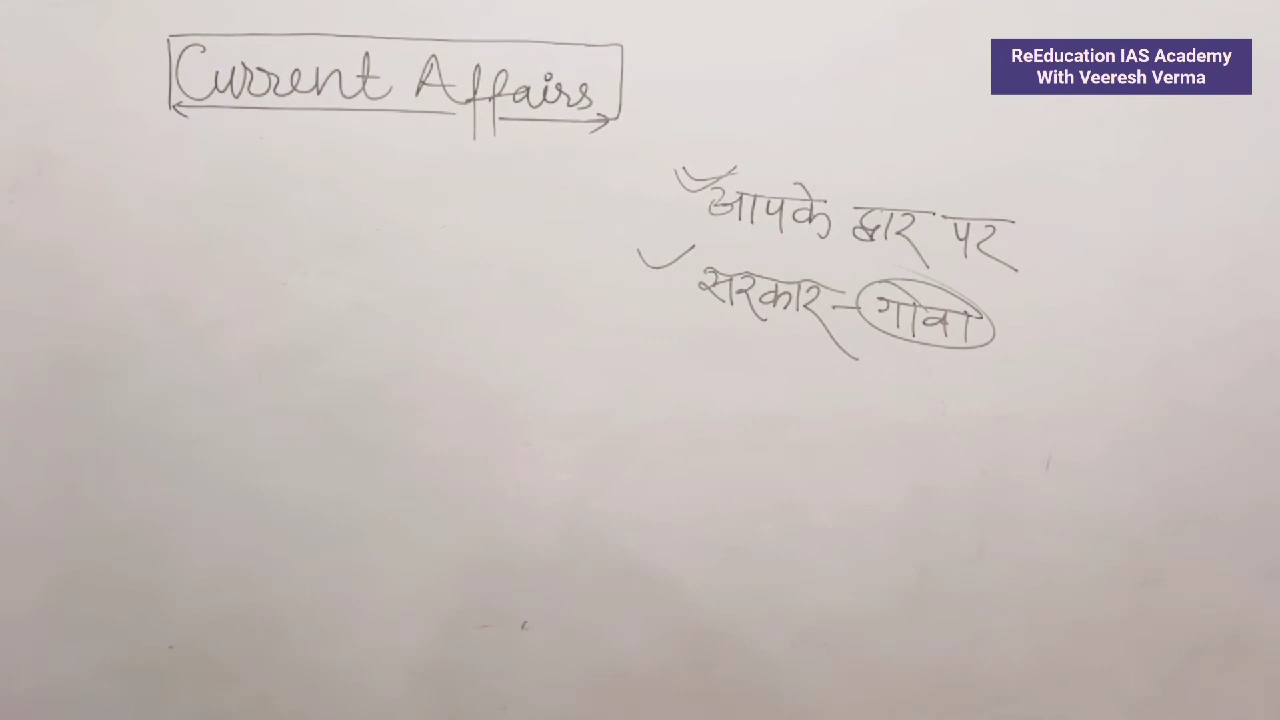 Current Affairs
ReEducation IAS Academy
With Veeresh Verma
आपके द्वार पर
सरकार - गोवा